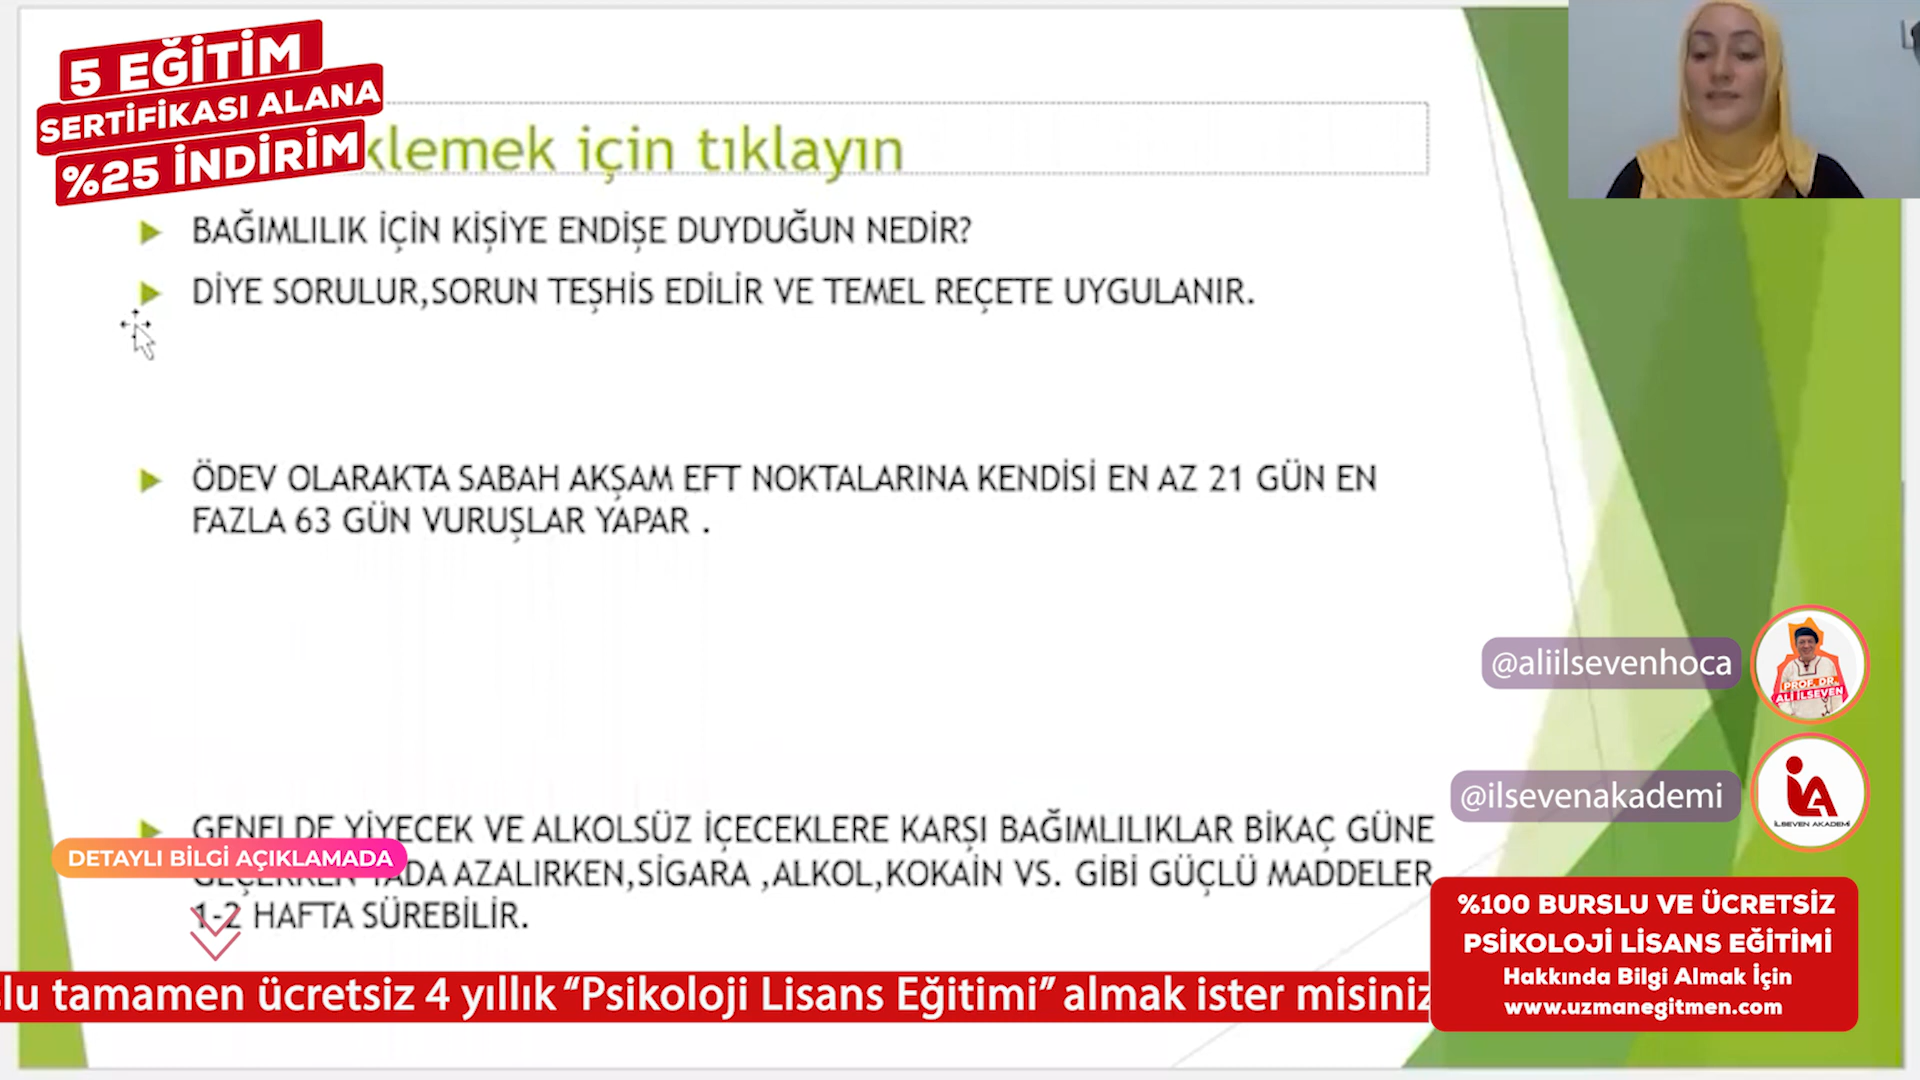 5 EĞİTİM
SERTİFİKASI ALANA
%25 İNDİRİM
klemek için tıklayın
BAĞIMLILIK İÇİN KİŞİYE ENDİŞE DUYDUĞUN NEDİR?
DİYE SORULUR,SORUN TEŞHİS EDİLİR VE TEMEL REÇETE UYGULANIR.
ÖDEV OLARAKTA SABAH AKŞAM EFT NOKTALARINA KENDİSİ EN AZ 21 GÜN EN
FAZLA 63 GÜN VURUŞLAR YAPAR .
@aliilsevenhoca
PROF. DR.
ALİ İLSEVEN
@ilsevenakademi
İLSEVEN AKADEMİ
GENELDE YİYECEK VE ALKOLSÜZ İÇECEKLERE KARŞI BAĞIMLILIKLAR BİKAÇ GÜNE
DETAYLI BİLGİ AÇIKLAMADA
GEÇERKEN YADA AZALIRKEN,SİGARA ,ALKOL,KOKAİN VS. GİBİ GÜÇLÜ MADDELER
1-2 HAFTA SÜREBİLİR.
%100 BURSLU VE ÜCRETSİZ
PSİKOLOJİ LİSANS EĞİTİMİ
Hakkında Bilgi Almak İçin
www.uzmanegitmen.com
lu tamamen ücretsiz 4 yıllık “Psikoloji Lisans Eğitimi” almak ister misiniz